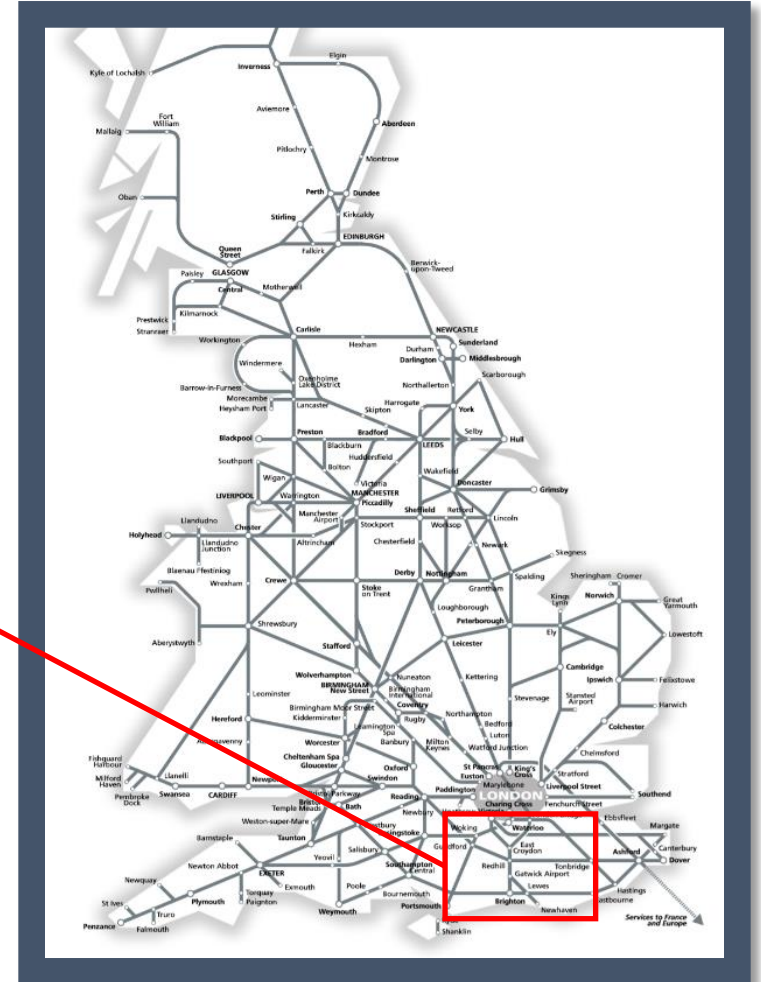 Elgin
Inverness
Kyle of Lochalsh
Aviemore
Fort
William
Aberdeen
Mallaig
Pitlochry
Montrose
Perth
Dundee
Oban
Stirling
Kirkcaldy
EDINBURGH
Queen
Street
Falkirk
Berwick-
upon-Tweed
Paisley
GLASGOW
Central
Motherwell
Prestwick
Kilmarnock
Stranraer
Carlisle
NEWCASTLE
Workington
Hexham
Sunderland
Durham
Darlington
Middlesbrough
Windermere
Scarborough
Oxenholme
Lake District
Barrow-in-Furness
Northallerton
Morecambe
Lancaster
Harrogate
York
Heysham Port
Skipton
Blackpool
Preston
Bradford
LEEDS
Selby
Hull
Blackburn
Huddersfield
Southport
Bolton
Wakefield
Wigan
Victoria
Doncaster
LIVERPOOL
Warrington
MANCHESTER
Piccadilly
Grimsby
Manchester
Airport
Sheffield
Retford
Llandudno
Stockport
Worksop
Lincoln
Holyhead
Chester
Llandudno
Junction
Altrincham
Chesterfield
Newark
Skegness
Blaenau Ffestiniog
Derby
Nottingham
Sheringham
Cromer
Pwllheli
Wrexham
Crewe
Stoke
on Trent
Grantham
Spalding
Kings
Lynn
Norwich
Great
Yarmouth
Loughborough
Peterborough
Aberystwyth
Shrewsbury
Ely
Lowestoft
Stafford
Leicester
Wolverhampton
Cambridge
BIRMINGHAM
New Street
Nuneaton
Kettering
Ipswich
Felixstowe
Leominster
Birmingham
International
Stevenage
Stansted
Airport
Birmingham Moor Street
Coventry
Harwich
Hereford
Kidderminster
Rugby
Northampton
Colchester
Leamington
Spa
Bedford
Abergavenny
Worcester
Banbury
Milton
Keynes
Luton
Watford Junction
Chelmsford
Cheltenham Spa
Gloucester
Oxford
St Pancras
King's
Cross
Fishguard
Harbour
Euston
Stratford
Llanelli
Newport
Swindon
Paddington
Marylebone
Liverpool Street
Milford
Haven
Pembroke
Dock
Swansea
CARDIFF
Parkway
Reading
LONDON
Southend
Temple Meads
Bath
Newbury
Charing Cross
Fenchurch Street
Weston-super-Mare
Ebbsfleet
Barnstaple
Taunton
Woking
Waterloo
Margate
Salisbury
Guildford
East
Croydon
Canterbury
Newton Abbot
Yeovil
Redhill
Tonbridge
Ashford
Dover
EXETER
Southampton
Central
Gatwick Airport
Newquay
Exmouth
Poole
Lewes
Hastings
St Ives
Plymouth
Torquay
Paignton
Bournemouth
Portsmouth
Brighton
Newhaven
Truro
Weymouth
Penzance
Falmouth
Shanklin
Services to France
and Europe